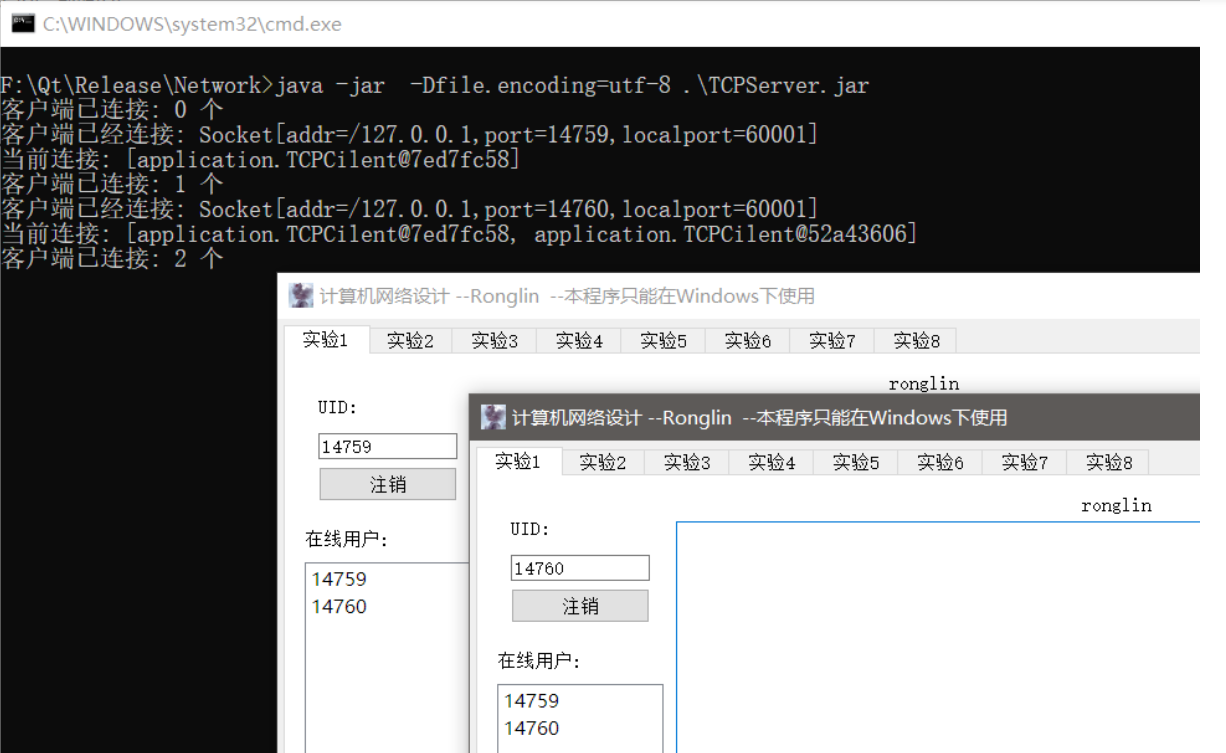 C:\WINDOWS\system32\cmd.exe
F:\Qt\Release\Network>java -jar  -Dfile.encoding=utf-8 .\TCPServer.jar
客户端已连接: 0 个
客户端已经连接: Socket[addr=/127.0.0.1,port=14759,localport=60001]
当前连接: [application.TCPCilent@7ed7fc58]
客户端已连接: 1 个
客户端已经连接: Socket[addr=/127.0.0.1,port=14760,localport=60001]
当前连接: [application.TCPCilent@7ed7fc58, application.TCPCilent@52a43606]
客户端已连接: 2 个
计算机网络设计 --Ronglin  --本程序只能在Windows下使用
实验1 实验2 实验3 实验4 实验5 实验6 实验7 实验8
ronglin
UID:
14759
注销
在线用户:
14759
14760
计算机网络设计 --Ronglin  --本程序只能在Windows下使用
实验1 实验2 实验3 实验4 实验5 实验6 实验7 实验8
ronglin
UID:
14760
注销
在线用户:
14759
14760